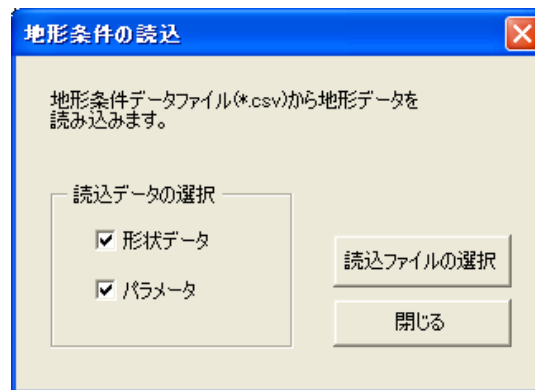 地形条件の読込
地形条件データファイル(*.csv)から地形データを
読み込みます。
読込データの選択
形状データ
パラメータ
読込ファイルの選択
閉じる